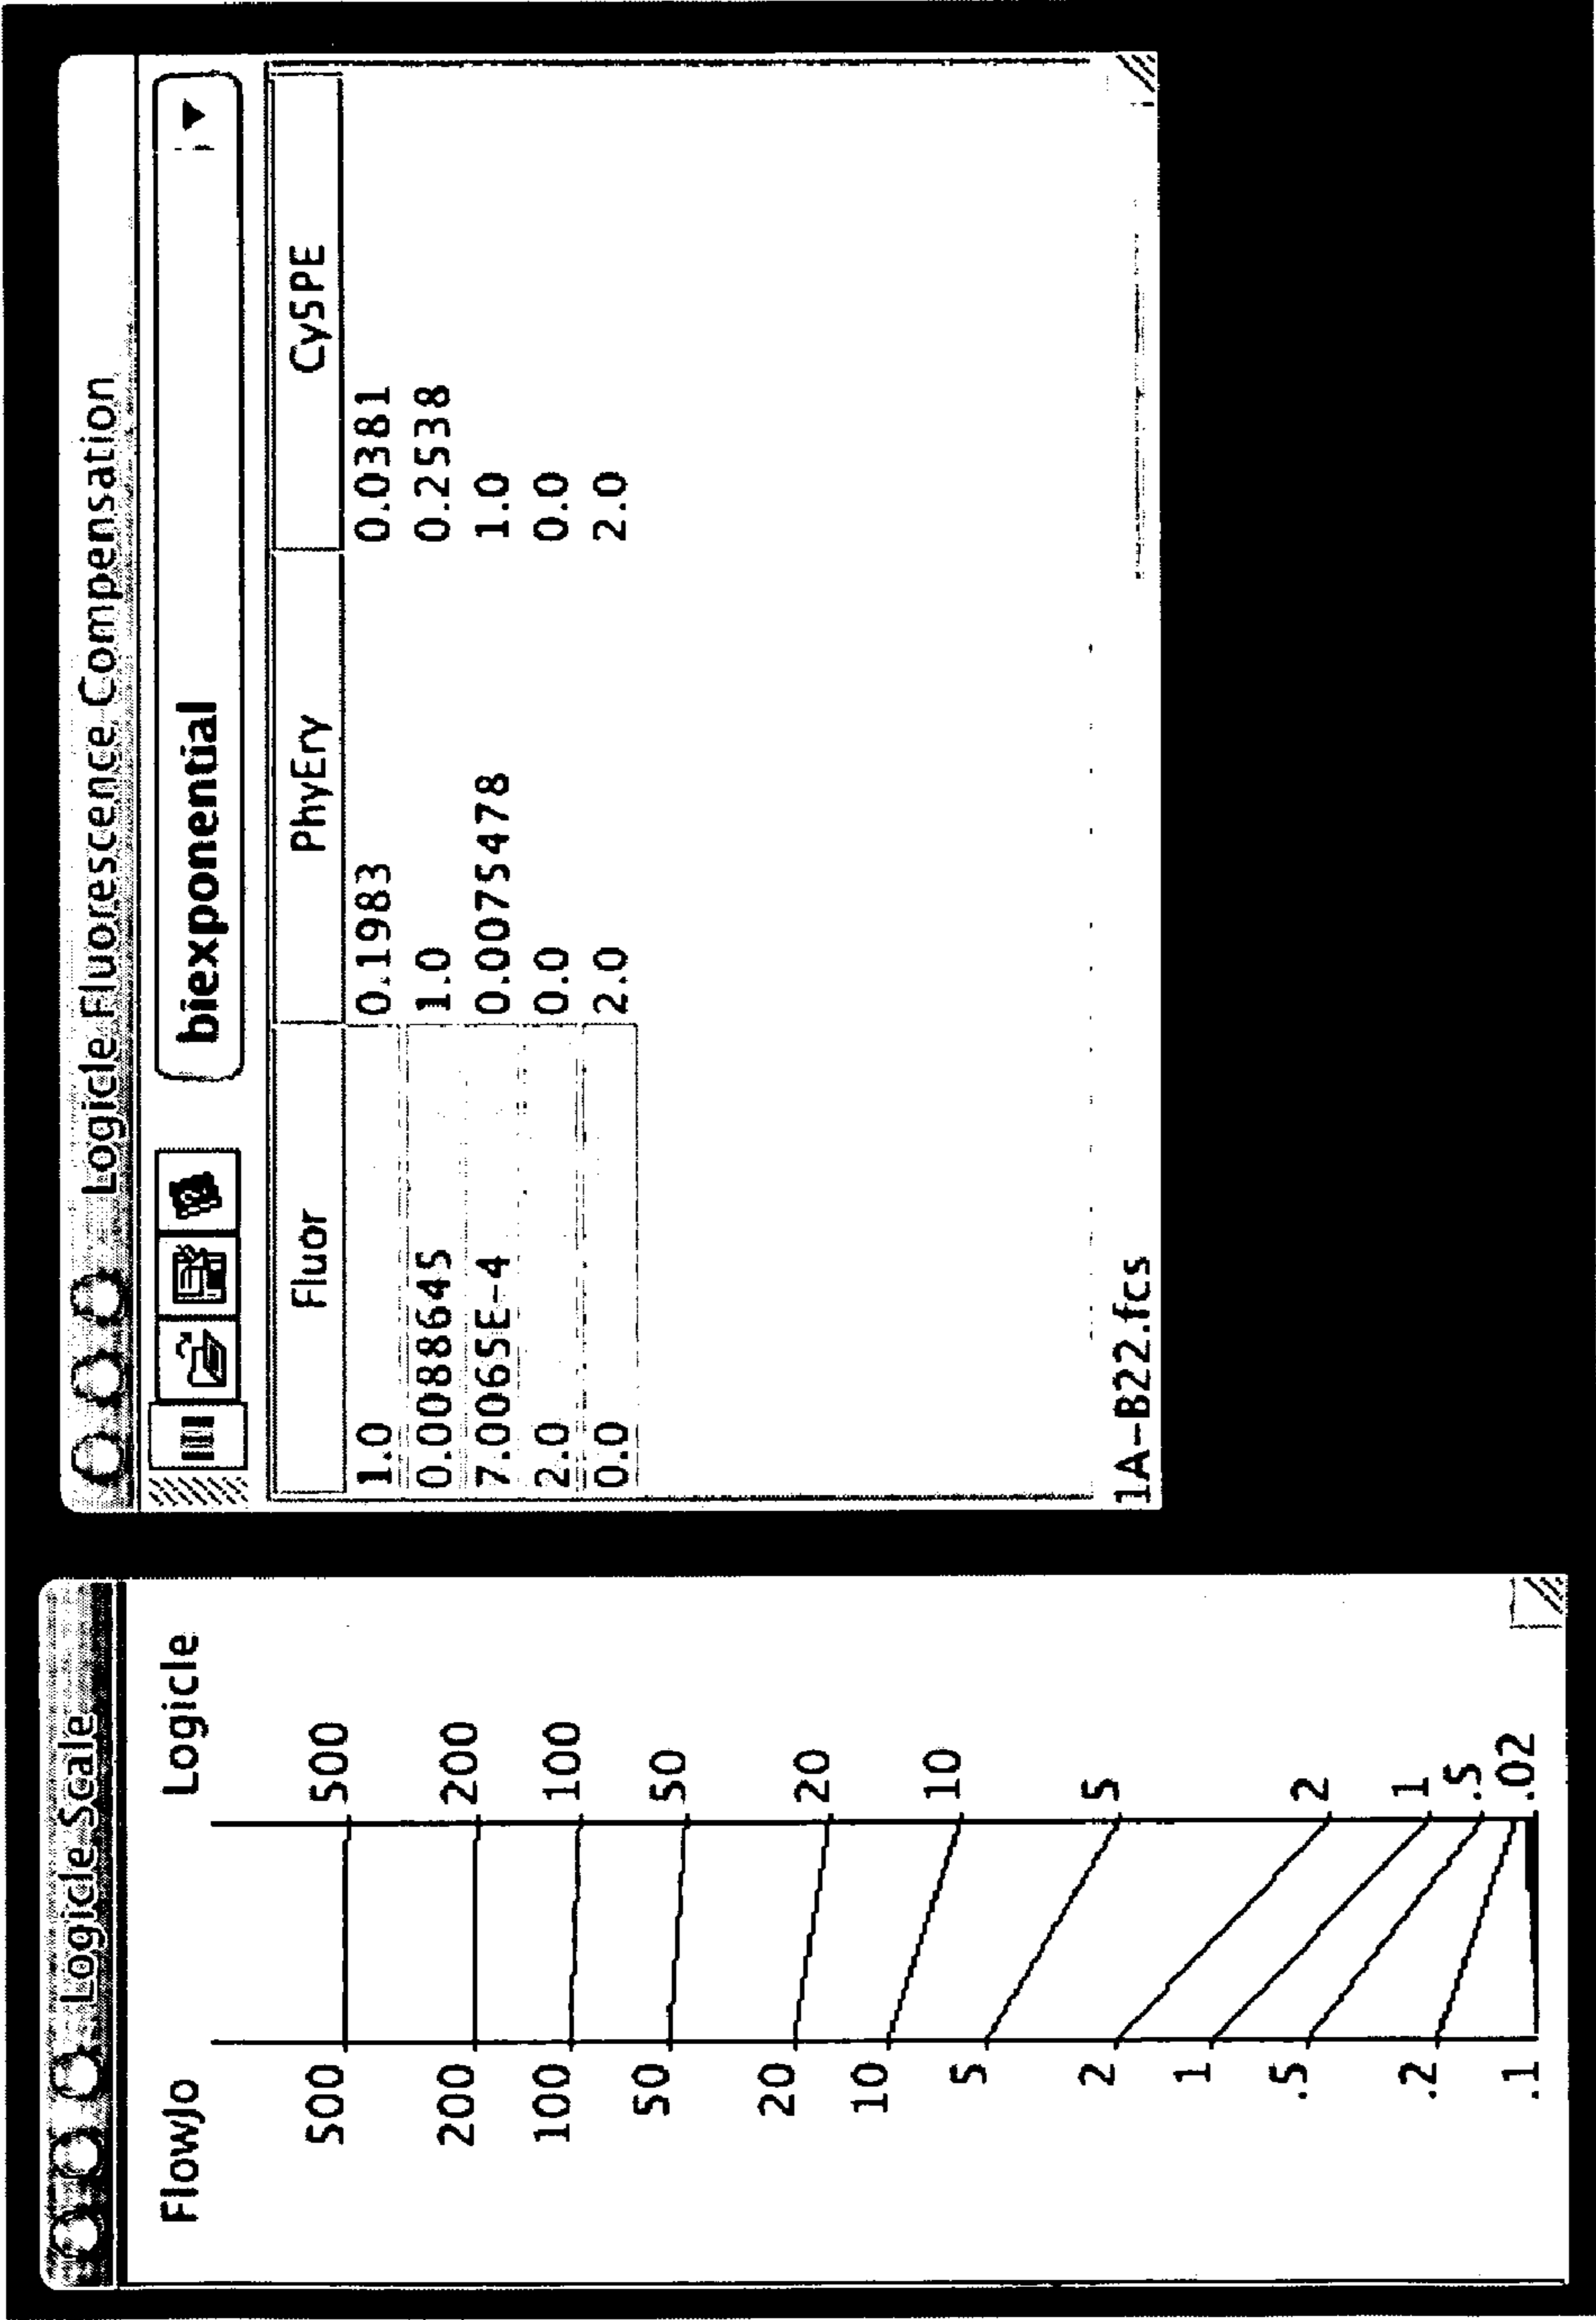 Logicle Scale
FlowJo Logicle
500 500
200 200
100 100
50 50
20 20
10 10
5 5
2 2
1 1
.5 .5
.2 .02
.1
Logicle Fluorescence Compensation
biexponential
Fluor PhyEry Cy5PE
1.0 0.1983 0.0381
0.0088645 1.0 0.2538
7.0065E-4 0.0075478 1.0
2.0 0.0 0.0
0.0 2.0 2.0
1A-B22.fcs